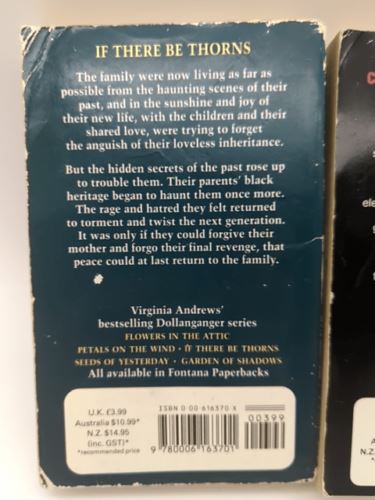 IF THERE BE THORNS
The family were now living as far as
possible from the haunting scenes of their
past, and in the sunshine and joy of
their new life, with the children and their
shared love, were trying to forget
the anguish of their loveless inheritance.
But the hidden secrets of the past rose up
to trouble them. Their parents' black
heritage began to haunt them once more.
The rage and hatred they felt returned
to torment and twist the next generation.
It was only if they could forgive their
mother and forgo their final revenge, that
peace could at last return to the family.
Virginia Andrews'
bestselling Dollanganger series
FLOWERS IN THE ATTIC
PETALS ON THE WIND · IF THERE BE THORNS
SEEDS OF YESTERDAY · GARDEN OF SHADOWS
All available in Fontana Paperbacks
U.K. £3.99
Australia $10.99*
N.Z. $14.95
(inc. GST)*
*recommended price
ISBN 0 00 616370 X
00399
9 780006 163701